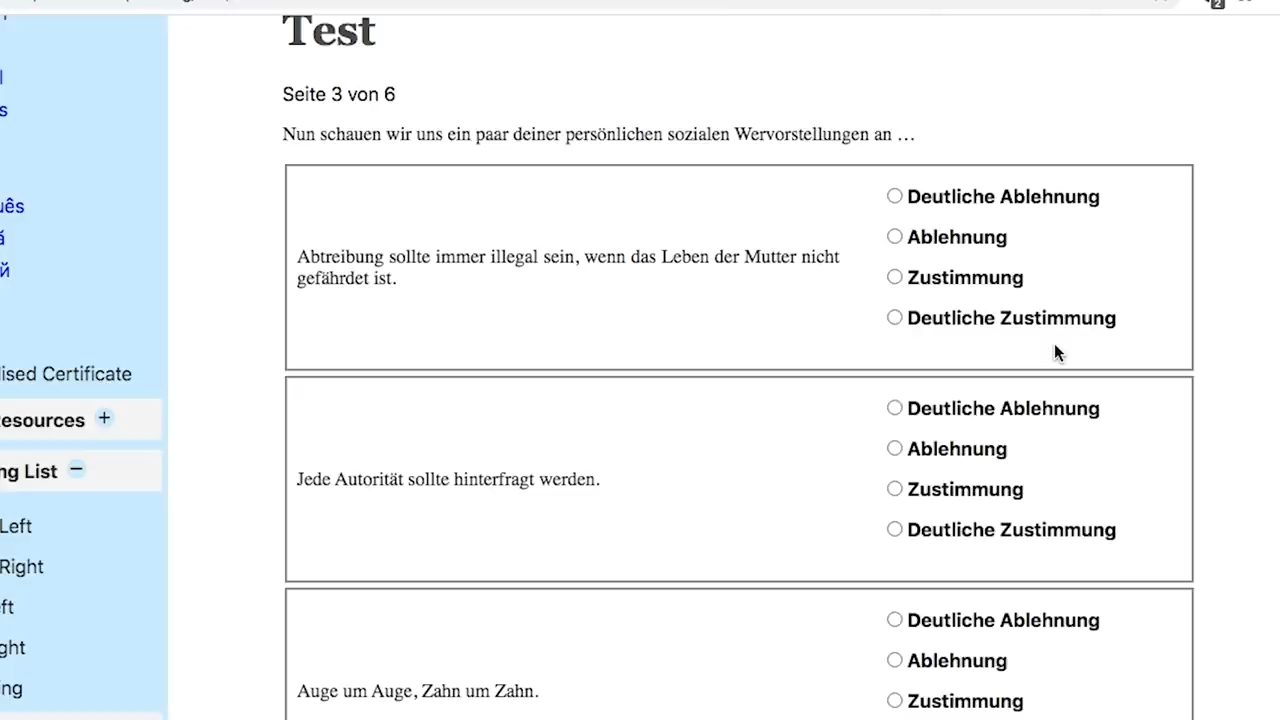 Test
Seite 3 von 6
Nun schauen wir uns ein paar deiner persönlichen sozialen Wervorstellungen an …
Abtreibung sollte immer illegal sein, wenn das Leben der Mutter nicht
gefährdet ist.
Deutliche Ablehnung
Ablehnung
Zustimmung
Deutliche Zustimmung
Jede Autorität sollte hinterfragt werden.
Deutliche Ablehnung
Ablehnung
Zustimmung
Deutliche Zustimmung
Auge um Auge, Zahn um Zahn.
Deutliche Ablehnung
Ablehnung
Zustimmung
s
uês
ă
й
ised Certificate
esources +
ng List −
Left
Right
ft
ght
ing
2